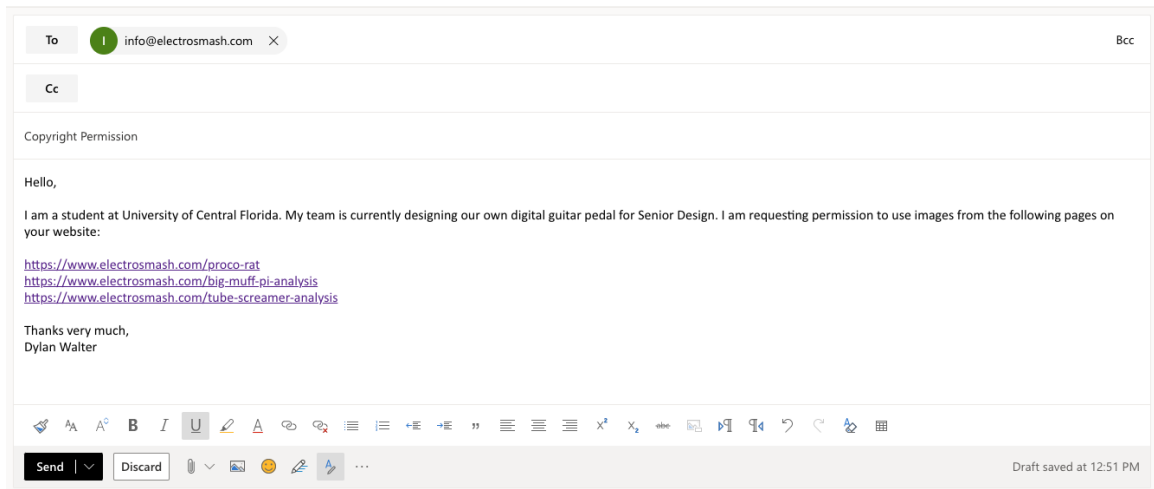 To
I
info@electrosmash.com
Bcc
Cc
Copyright Permission
Hello,
I am a student at University of Central Florida. My team is currently designing our own digital guitar pedal for Senior Design. I am requesting permission to use images from the following pages on
your website:
https://www.electrosmash.com/proco-rat
https://www.electrosmash.com/big-muff-pi-analysis
https://www.electrosmash.com/tube-screamer-analysis
Thanks very much,
Dylan Walter
Send
Discard
Draft saved at 12:51 PM